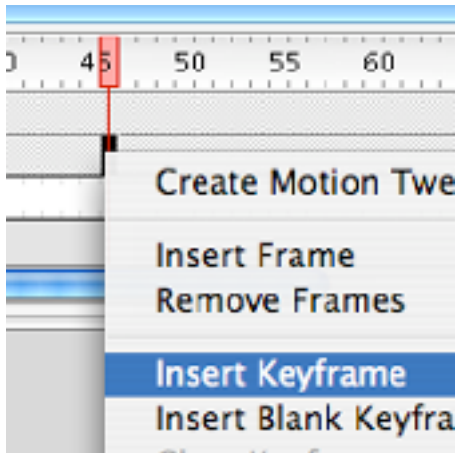 0 45 50 55 60
Create Motion Twe
Insert Frame
Remove Frames
Insert Keyframe
Insert Blank Keyfra